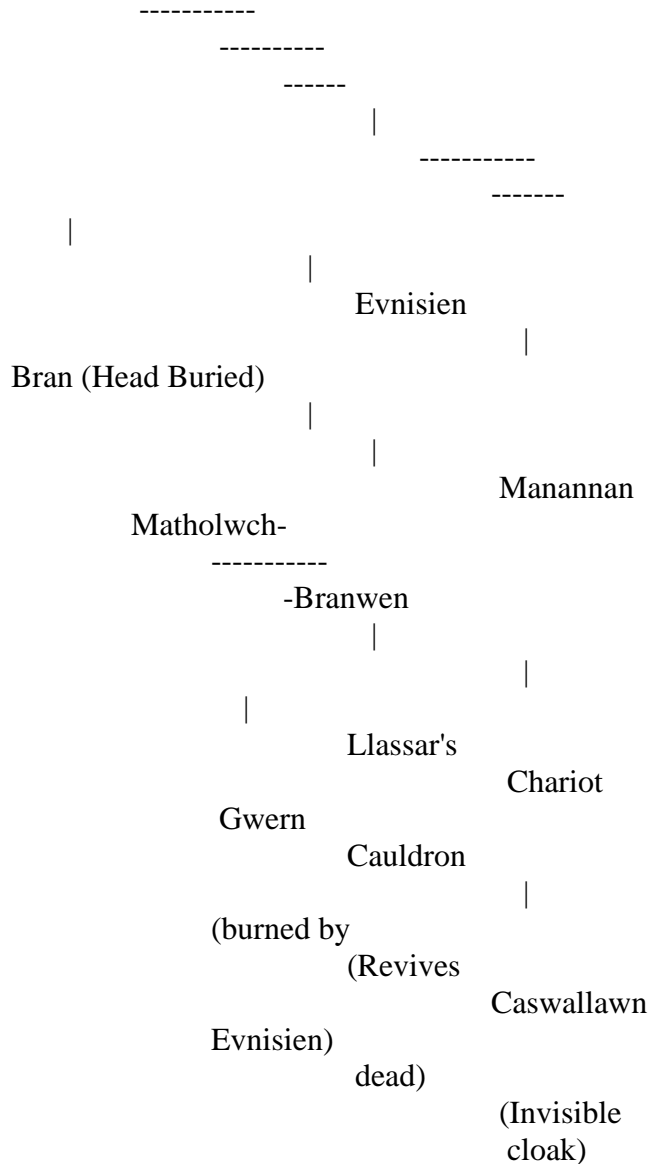 -----------
----------
------
|
-----------
-------
|
|
Evnisien
|
Bran (Head Buried)
|
|
Manannan
Matholwch-
-----------
-Branwen
|
|
|
Llassar's
Chariot
Gwern
Cauldron
|
(burned by
(Revives
Caswallawn
Evnisien)
dead)
(Invisible
cloak)